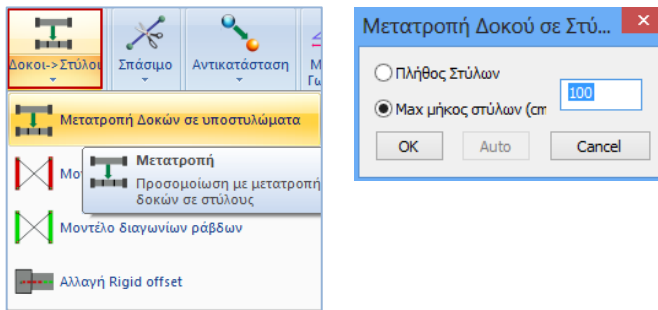 Δοκοι->Στύλοι
Σπάσιμο
Αντικατάσταση
Μετατροπή Δοκών σε υποστυλώματα
Μετατροπή
Προσομοίωση με μετατροπή
δοκών σε στύλους
Μοντέλο διαγωνίων ράβδων
Αλλαγή Rigid offset
Μετατροπή Δοκού σε Στύ...
Πλήθος Στύλων
100
Max μήκος στύλων (cm
OK
Auto
Cancel